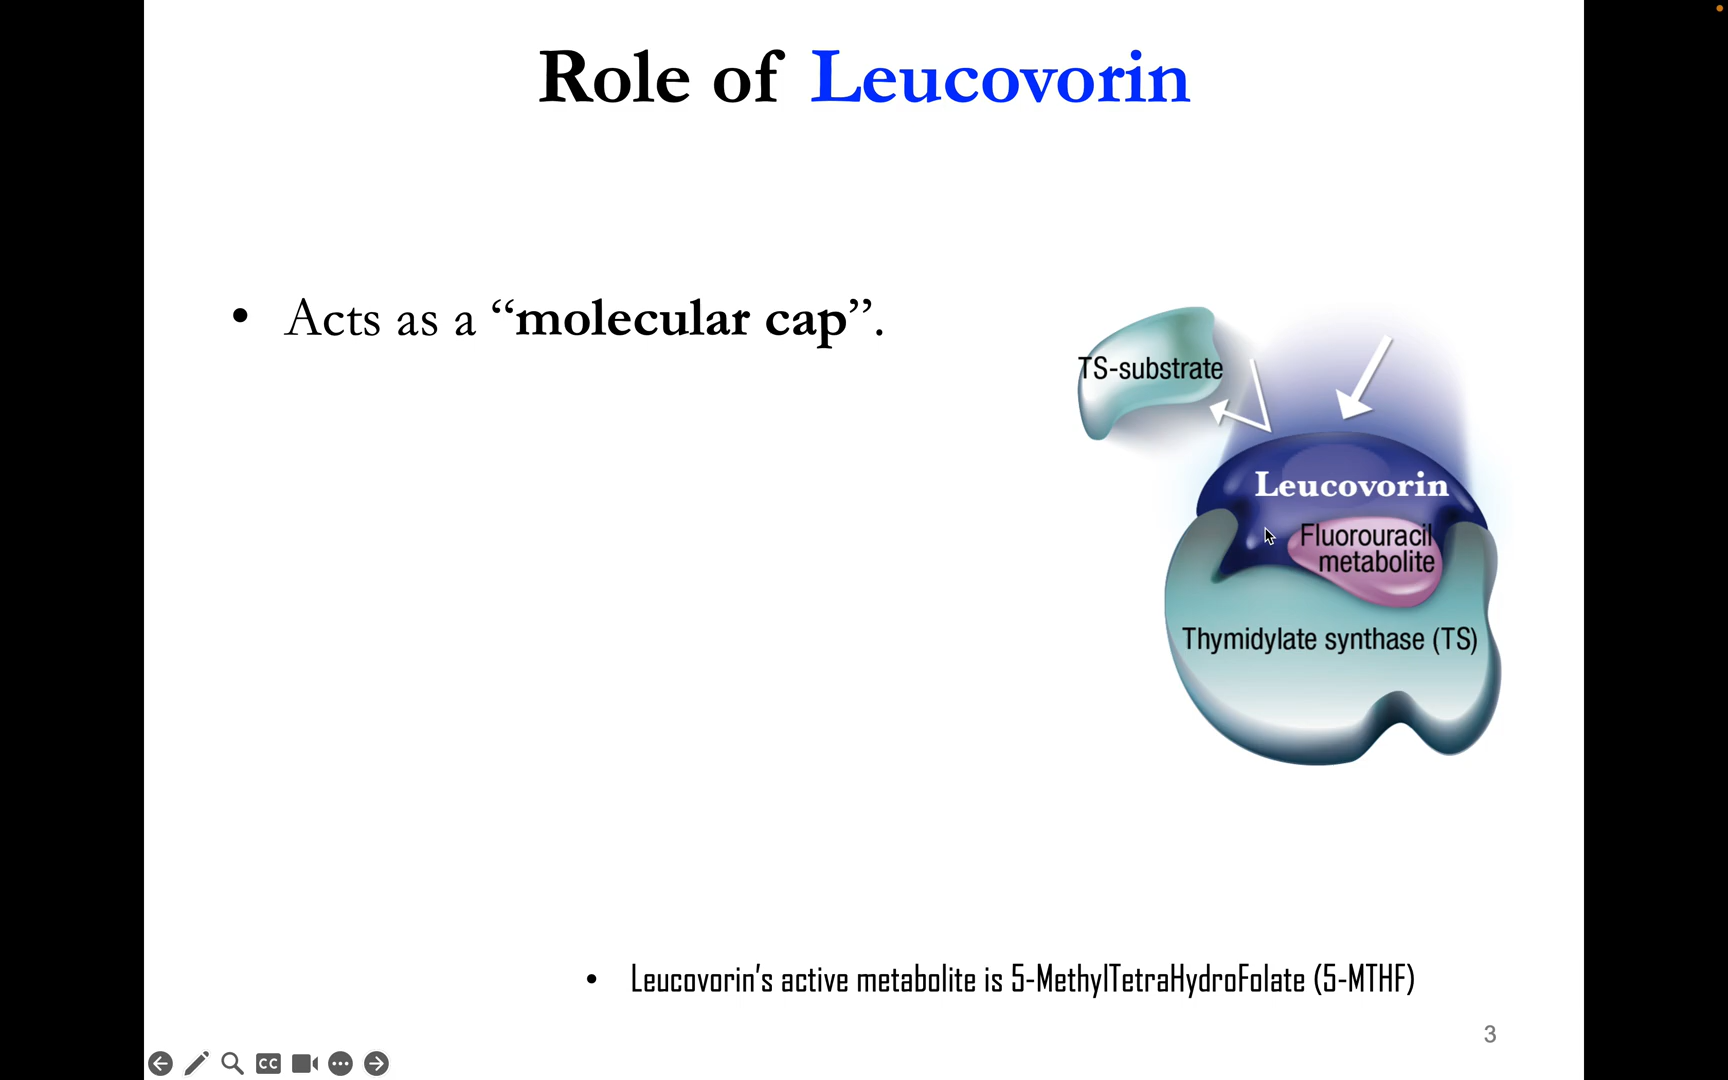 Role of Leucovorin
• Acts as a “molecular cap”.
TS-substrate
Leucovorin
Fluorouracil
metabolite
Thymidylate synthase (TS)
• Leucovorin's active metabolite is 5-MethylTetraHydroFolate (5-MTHF)
3
CC